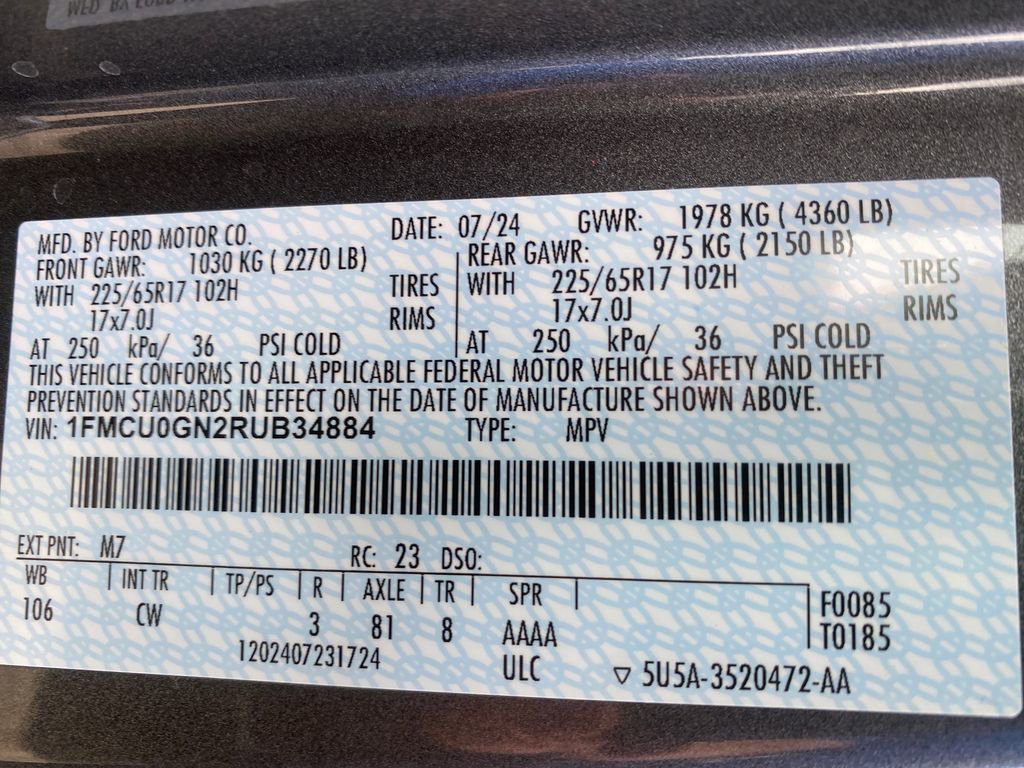 MFD. BY FORD MOTOR CO. DATE: 07/24 GVWR: 1978 KG ( 4360 LB)
FRONT GAWR: 1030 KG ( 2270 LB) REAR GAWR: 975 KG ( 2150 LB)
WITH 225/65R17 102H TIRES WITH 225/65R17 102H TIRES
17x7.0J RIMS 17x7.0J RIMS
AT 250 kPa/ 36 PSI COLD AT 250 kPa/ 36 PSI COLD
THIS VEHICLE CONFORMS TO ALL APPLICABLE FEDERAL MOTOR VEHICLE SAFETY AND THEFT
PREVENTION STANDARDS IN EFFECT ON THE DATE OF MANUFACTURE SHOWN ABOVE.
VIN: 1FMCU0GN2RUB34884 TYPE: MPV
EXT PNT: M7 RC: 23 DSO:
WB INT TR TP/PS R AXLE TR SPR
106 CW 3 81 8 AAAA F0085
T0185
1202407231724 ULC ▽ 5U5A-3520472-AA